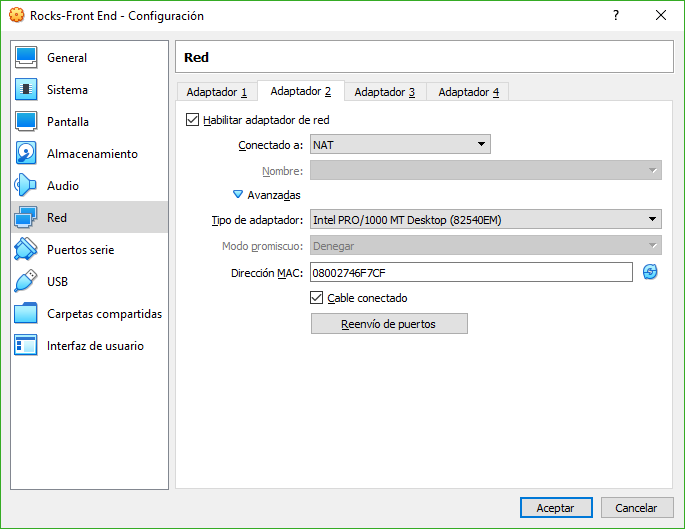 Rocks-Front End - Configuración
?
General
Sistema
Pantalla
Almacenamiento
Audio
Red
Puertos serie
USB
Carpetas compartidas
Interfaz de usuario
Red
Adaptador 1
Adaptador 2
Adaptador 3
Adaptador 4
Habilitar adaptador de red
Conectado a: NAT
Nombre:
Avanzadas
Tipo de adaptador: Intel PRO/1000 MT Desktop (82540EM)
Modo promiscuo: Denegar
Dirección MAC: 08002746F7CF
Cable conectado
Reenvío de puertos
Aceptar
Cancelar